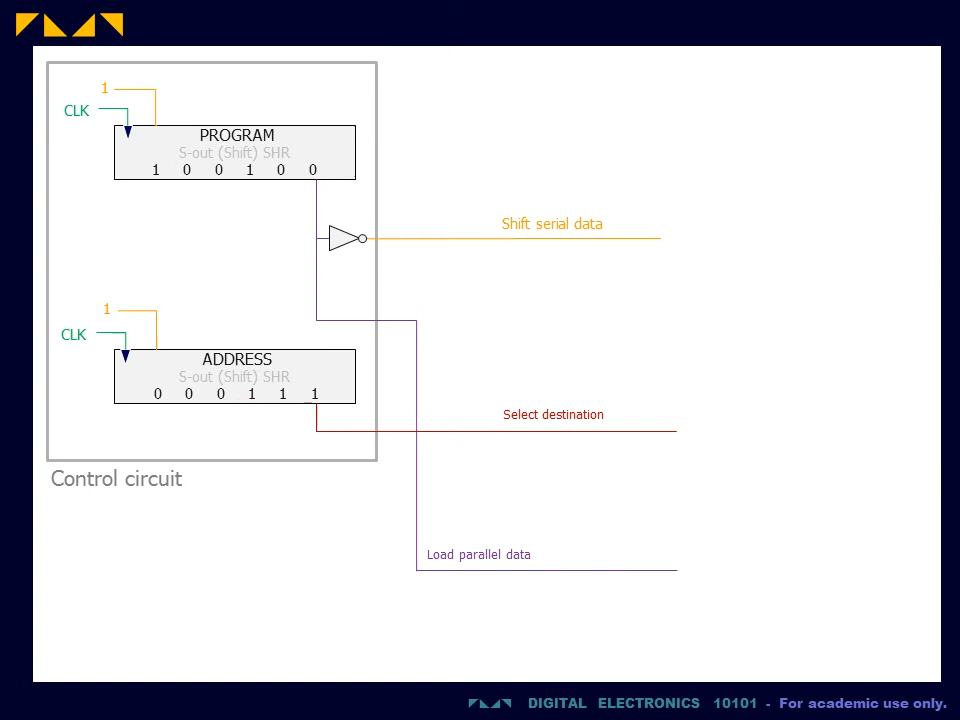 1
CLK
PROGRAM
S-out (Shift) SHR
1 0 0 1 0 0
Shift serial data
1
CLK
ADDRESS
S-out (Shift) SHR
0 0 0 1 1 _1
Select destination
Control circuit
Load parallel data
DIGITAL ELECTRONICS 10101 - For academic use only.